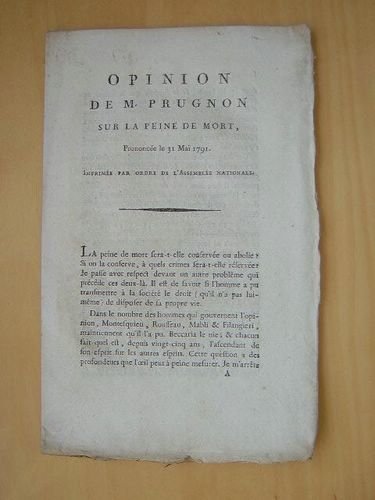 OPINION
DE M. PRUGNON
SUR LA PEINE DE MORT,
Prononcée le 31 Mai 1791.
IMPRIMÉE PAR ORDRE DE L'ASSEMBLÉE NATIONALE.
LA peine de mort sera-t-elle conservée ou abolie?
Si on la conserve, à quels crimes sera-t-elle réservée?
Je passe avec respect devant un autre problême qui
précède ces deux-là. Il est de savoir si l'homme a pu
transmettre à la société le droit qu'il n'a pas lui-
même, de disposer de sa propre vie.
Dans le nombre des hommes qui gouvernent l'opi-
nion, Montesquieu, Rousseau, Mabli & Filangieri,
maintiennent qu'il l'a pu. Beccaria le nie; & chacun
sait quel est, depuis vingt-cinq ans, l'ascendant de
son esprit sur les autres esprits. Cette question a des
profondeurs que l'œil peut à peine mesurer. Je m'arrête
A